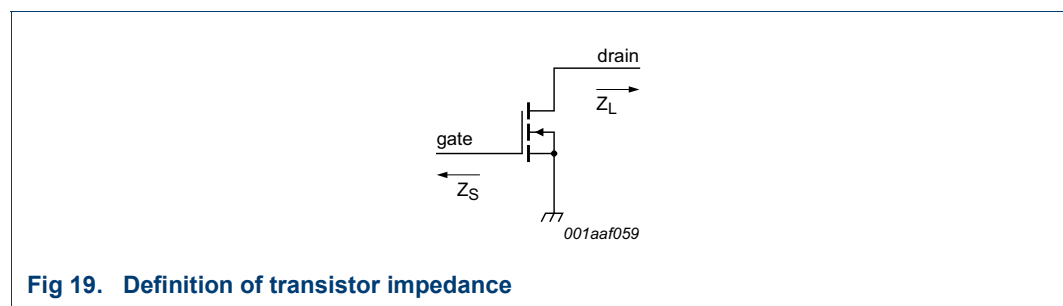 drain
Z_L
gate
Z_S
001aaf059
Fig 19. Definition of transistor impedance